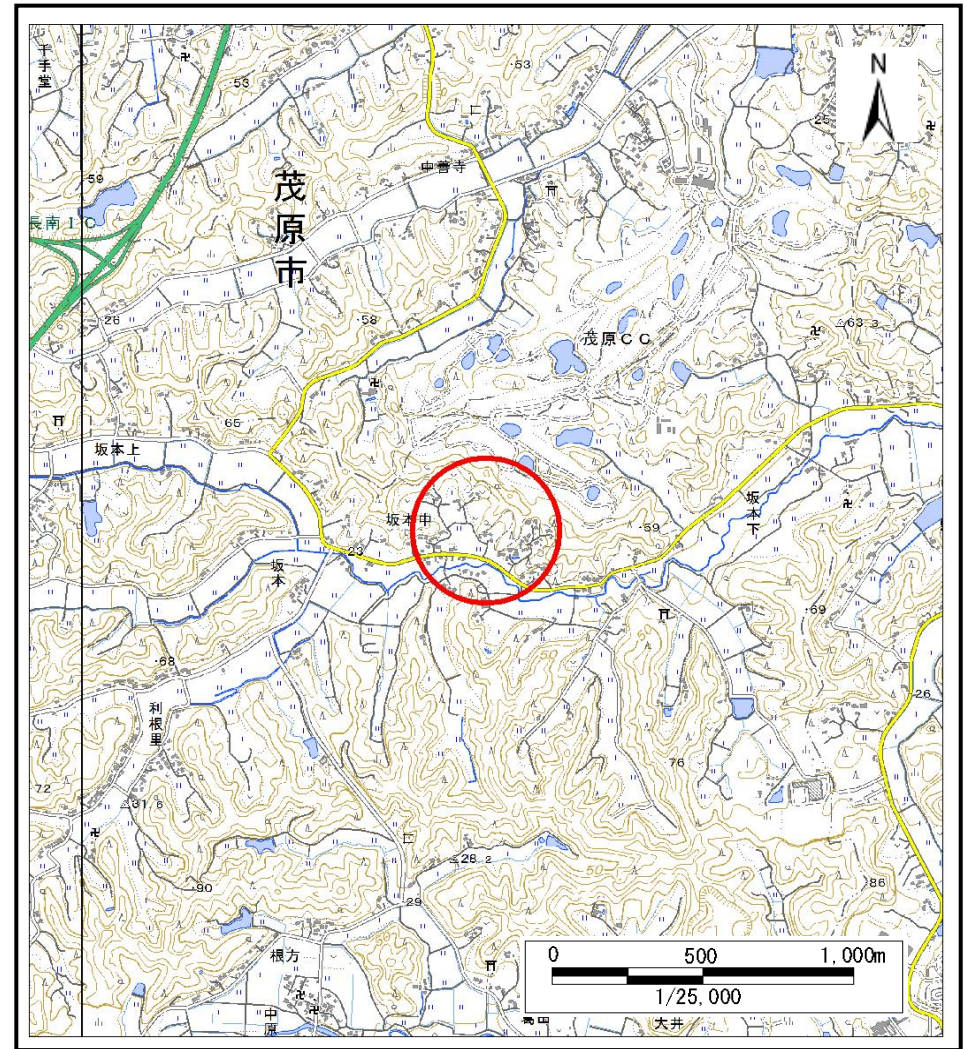 千手堂
53
53
N
59
中善寺
茂原市
長南IC
26
58
茂原CC
63.3
65
坂本上
坂本中
59
坂本下
23
坂本
69
68
26
利根里
76
72
31.6
28.2
86
90
29
根方
中原
大井
0 500 1,000m
1/25,000